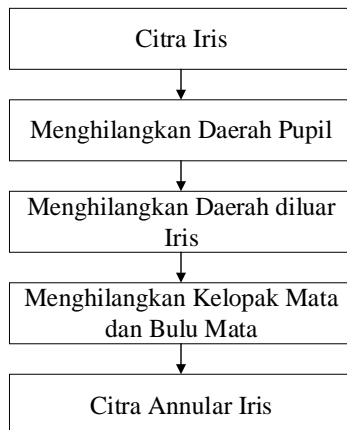 Citra Iris
Menghilangkan Daerah Pupil
Menghilangkan Daerah diluar
Iris
Menghilangkan Kelopak Mata
dan Bulu Mata
Citra Annular Iris